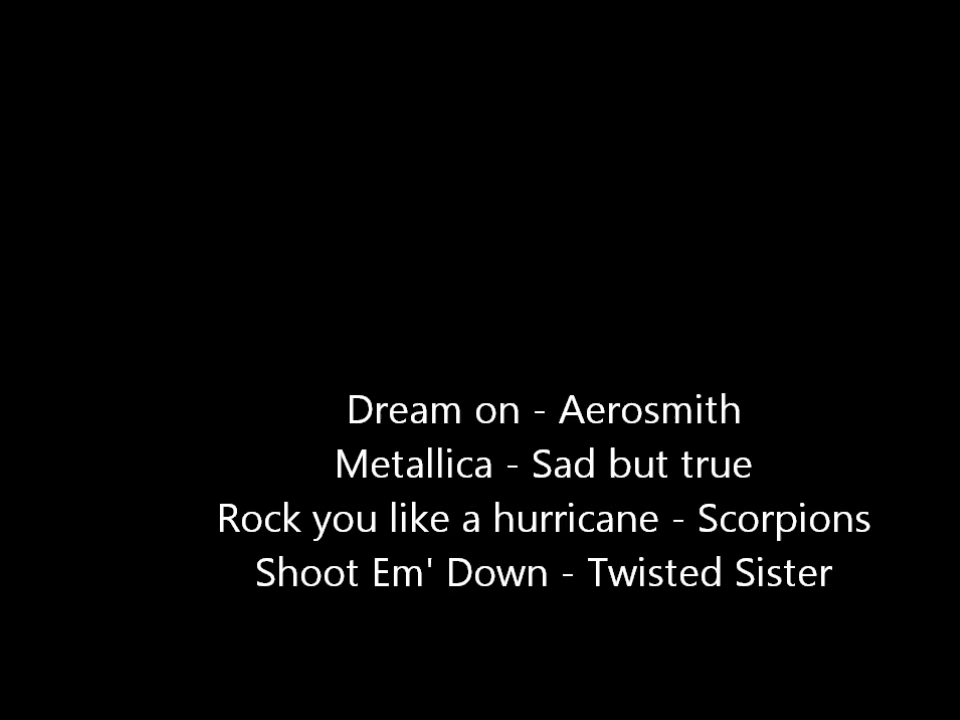 Dream on - Aerosmith
Metallica - Sad but true
Rock you like a hurricane - Scorpions
Shoot Em' Down - Twisted Sister